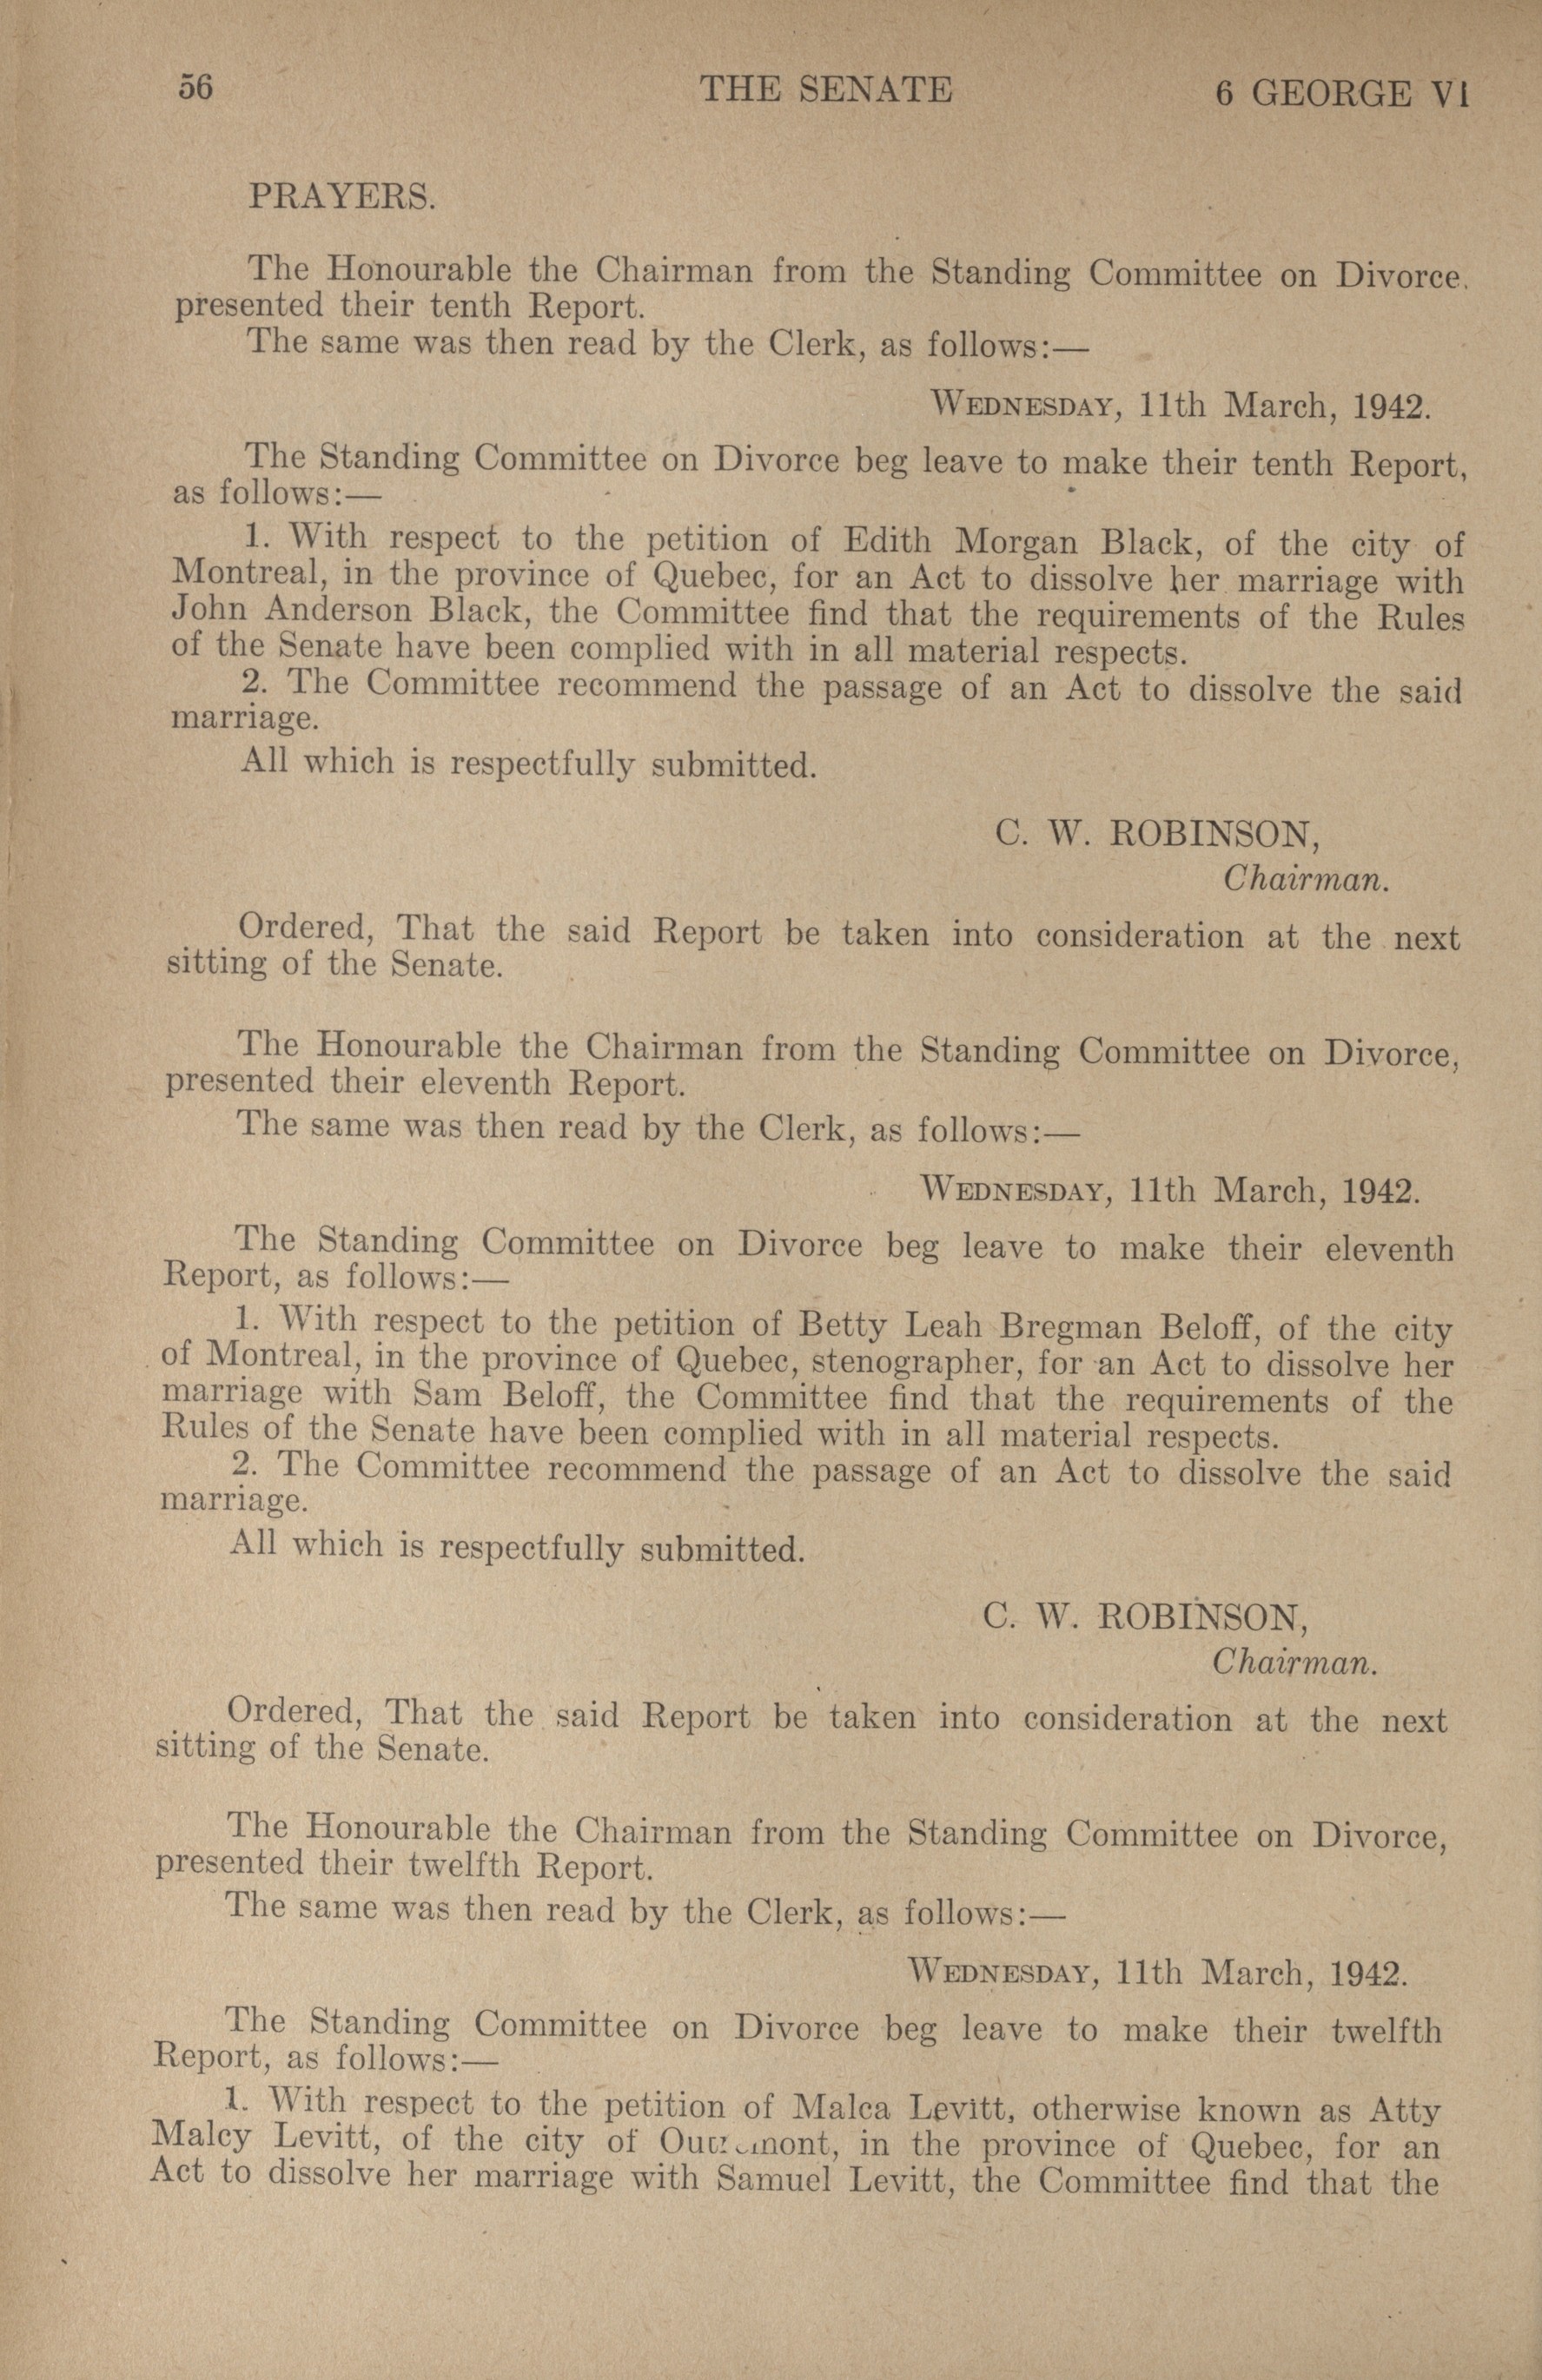 56 THE SENATE 6 GEORGE VI
PRAYERS.
The Honourable the Chairman from the Standing Committee on Divorce,
presented their tenth Report.
The same was then read by the Clerk, as follows:—
WEDNESDAY, 11th March, 1942.
The Standing Committee on Divorce beg leave to make their tenth Report,
as follows:—
1. With respect to the petition of Edith Morgan Black, of the city of
Montreal, in the province of Quebec, for an Act to dissolve her marriage with
John Anderson Black, the Committee find that the requirements of the Rules
of the Senate have been complied with in all material respects.
2. The Committee recommend the passage of an Act to dissolve the said
marriage.
All which is respectfully submitted.
C. W. ROBINSON,
Chairman.
Ordered, That the said Report be taken into consideration at the next
sitting of the Senate.
The Honourable the Chairman from the Standing Committee on Divorce,
presented their eleventh Report.
The same was then read by the Clerk, as follows:—
WEDNESDAY, 11th March, 1942.
The Standing Committee on Divorce beg leave to make their eleventh
Report, as follows:—
1. With respect to the petition of Betty Leah Bregman Beloff, of the city
of Montreal, in the province of Quebec, stenographer, for an Act to dissolve her
marriage with Sam Beloff, the Committee find that the requirements of the
Rules of the Senate have been complied with in all material respects.
2. The Committee recommend the passage of an Act to dissolve the said
marriage.
All which is respectfully submitted.
C. W. ROBINSON,
Chairman.
Ordered, That the said Report be taken into consideration at the next
sitting of the Senate.
The Honourable the Chairman from the Standing Committee on Divorce,
presented their twelfth Report.
The same was then read by the Clerk, as follows:—
WEDNESDAY, 11th March, 1942.
The Standing Committee on Divorce beg leave to make their twelfth
Report, as follows:—
1. With respect to the petition of Malca Levitt, otherwise known as Atty
Malcy Levitt, of the city of Outremont, in the province of Quebec, for an
Act to dissolve her marriage with Samuel Levitt, the Committee find that the